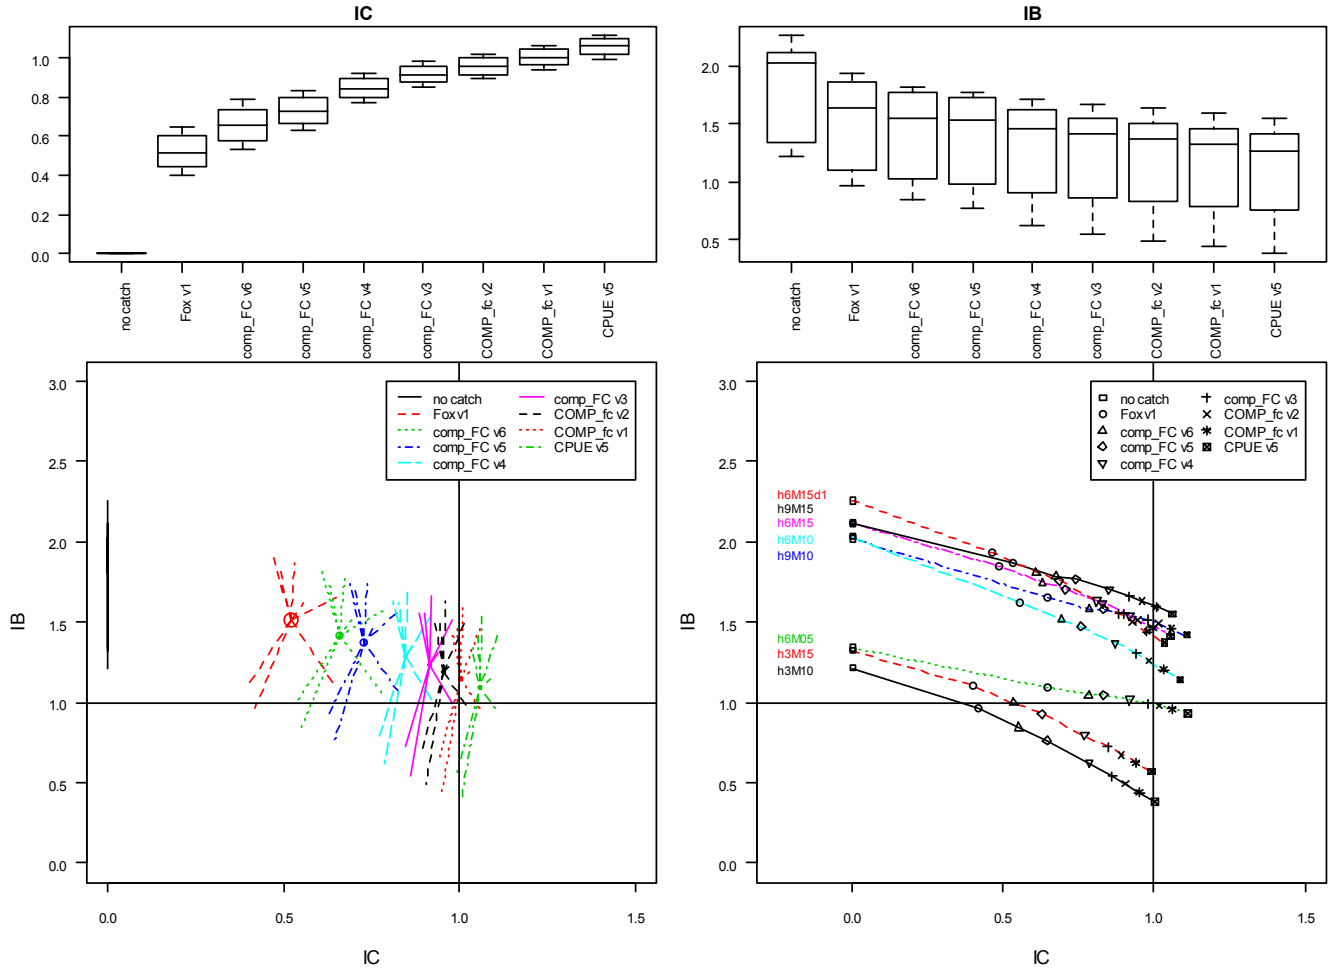 IC
1.0
0.8
0.6
0.4
0.2
0.0
no catch
Fox v1
comp_FC v6
comp_FC v5
comp_FC v4
comp_FC v3
COMP_fc v2
COMP_fc v1
CPUE v5
IB
2.0
1.5
1.0
0.5
no catch
Fox v1
comp_FC v6
comp_FC v5
comp_FC v4
comp_FC v3
COMP_fc v2
COMP_fc v1
CPUE v5
IB
3.0
2.5
2.0
1.5
1.0
0.5
0.0
no catch
Fox v1
comp_FC v6
comp_FC v5
comp_FC v4
comp_FC v3
COMP_fc v2
COMP_fc v1
CPUE v5
0.0 0.5 1.0 1.5
IC
IB
3.0
2.5
2.0
1.5
1.0
0.5
0.0
no catch
Fox v1
comp_FC v6
comp_FC v5
comp_FC v4
comp_FC v3
COMP_fc v2
COMP_fc v1
CPUE v5
h6M15d1
h9M15
h6M15
h6M10
h9M10
h6M05
h3M15
h3M10
0.0 0.5 1.0 1.5
IC